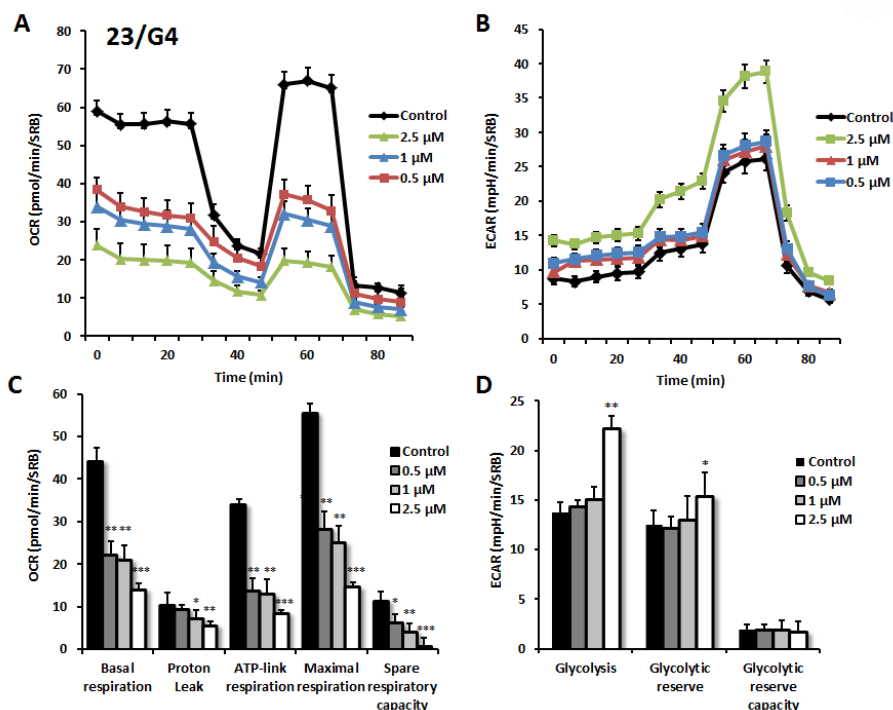 A
23/G4
OCR (pmol/min/SRB)
80
70
60
50
40
30
20
10
0
0 20 40 60 80
Time (min)
Control
2.5 µM
1 µM
0.5 µM
B
ECAR (mpH/min/SRB)
45
40
35
30
25
20
15
10
5
0
0 20 40 60 80
Time (min)
Control
2.5 µM
1 µM
0.5 µM
C
OCR (pmol/min/SRB)
60
50
40
30
20
10
0
Control
0.5 µM
1 µM
2.5 µM
** ** ***
* **
** ** ***
** ** ***
* ** ***
Basal respiration
Proton Leak
ATP-link respiration
Maximal respiration
Spare respiratory capacity
D
ECAR (mpH/min/SRB)
25
20
15
10
5
0
Control
0.5 µM
1 µM
2.5 µM
**
*
Glycolysis
Glycolytic reserve
Glycolytic reserve capacity